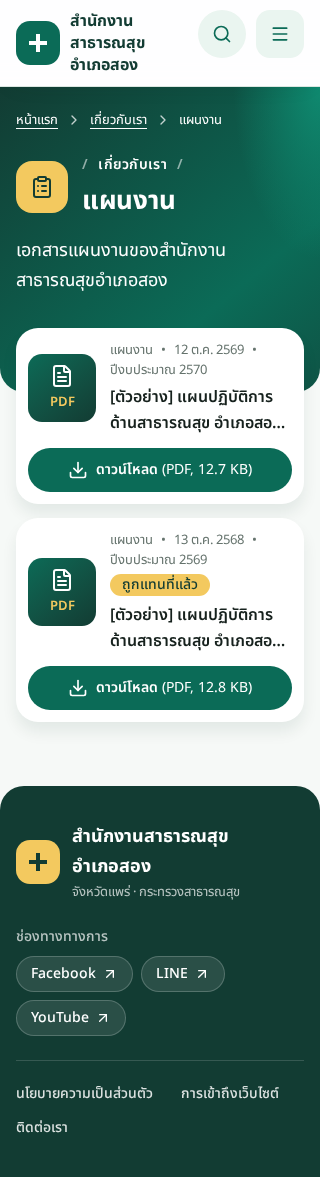 สำนักงาน
สาธารณสุข
อำเภอสอง
หน้าแรก > เกี่ยวกับเรา > แผนงาน
/ เกี่ยวกับเรา /
แผนงาน
เอกสารแผนงานของสำนักงาน
สาธารณสุขอำเภอสอง
PDF
แผนงาน • 12 ต.ค. 2569 •
ปีงบประมาณ 2570
[ตัวอย่าง] แผนปฏิบัติการ
ด้านสาธารณสุข อำเภอสอ...
ดาวน์โหลด (PDF, 12.7 KB)
PDF
แผนงาน • 13 ต.ค. 2568 •
ปีงบประมาณ 2569
ถูกแทนที่แล้ว
[ตัวอย่าง] แผนปฏิบัติการ
ด้านสาธารณสุข อำเภอสอ...
ดาวน์โหลด (PDF, 12.8 KB)
สำนักงานสาธารณสุข
อำเภอสอง
จังหวัดแพร่ · กระทรวงสาธารณสุข
ช่องทางทางการ
Facebook
LINE
YouTube
นโยบายความเป็นส่วนตัว
การเข้าถึงเว็บไซต์
ติดต่อเรา